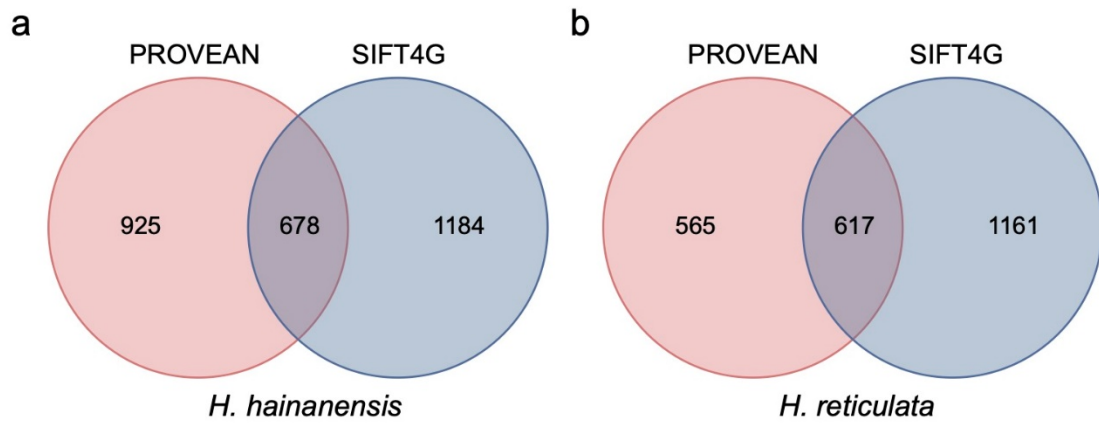 a
PROVEAN SIFT4G
925 678 1184
H. hainanensis
b
PROVEAN SIFT4G
565 617 1161
H. reticulata